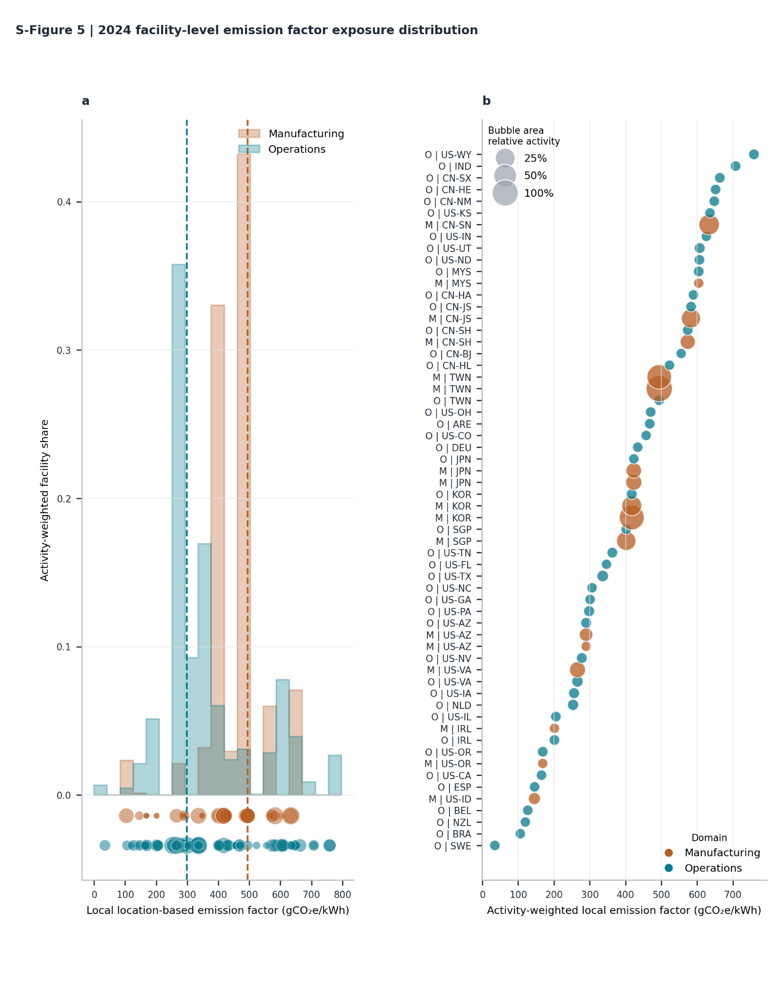 S-Figure 5 | 2024 facility-level emission factor exposure distribution
a
Manufacturing
Operations
Activity-weighted facility share
0.4
0.3
0.2
0.1
0.0
0 100 200 300 400 500 600 700 800
Local location-based emission factor (gCO₂e/kWh)
b
Bubble area
relative activity
25%
50%
100%
O | US-WY
O | IND
O | CN-SX
O | CN-HE
O | CN-NM
O | US-KS
M | CN-SN
O | US-IN
O | US-UT
O | US-ND
O | MYS
M | MYS
O | CN-HA
O | CN-JS
M | CN-JS
O | CN-SH
M | CN-SH
O | CN-BJ
O | CN-HL
M | TWN
M | TWN
O | TWN
O | US-OH
O | ARE
O | US-CO
O | DEU
O | JPN
M | JPN
M | JPN
O | KOR
M | KOR
M | KOR
O | SGP
M | SGP
O | US-TN
O | US-FL
O | US-TX
O | US-NC
O | US-GA
O | US-PA
O | US-AZ
M | US-AZ
M | US-AZ
O | US-NV
M | US-VA
O | US-VA
O | US-IA
O | NLD
O | US-IL
M | IRL
O | IRL
O | US-OR
M | US-OR
O | US-CA
O | ESP
M | US-ID
O | BEL
O | NZL
O | BRA
O | SWE
Domain
Manufacturing
Operations
0 100 200 300 400 500 600 700
Activity-weighted local emission factor (gCO₂e/kWh)